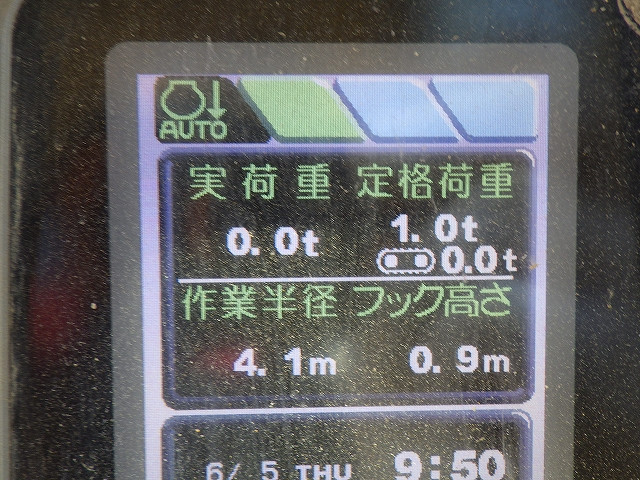 AUTO
実荷重 定格荷重
0.0t 1.0t
0.0t
作業半径 フック高さ
4.1m 0.9m
6/ 5 THU 9:50